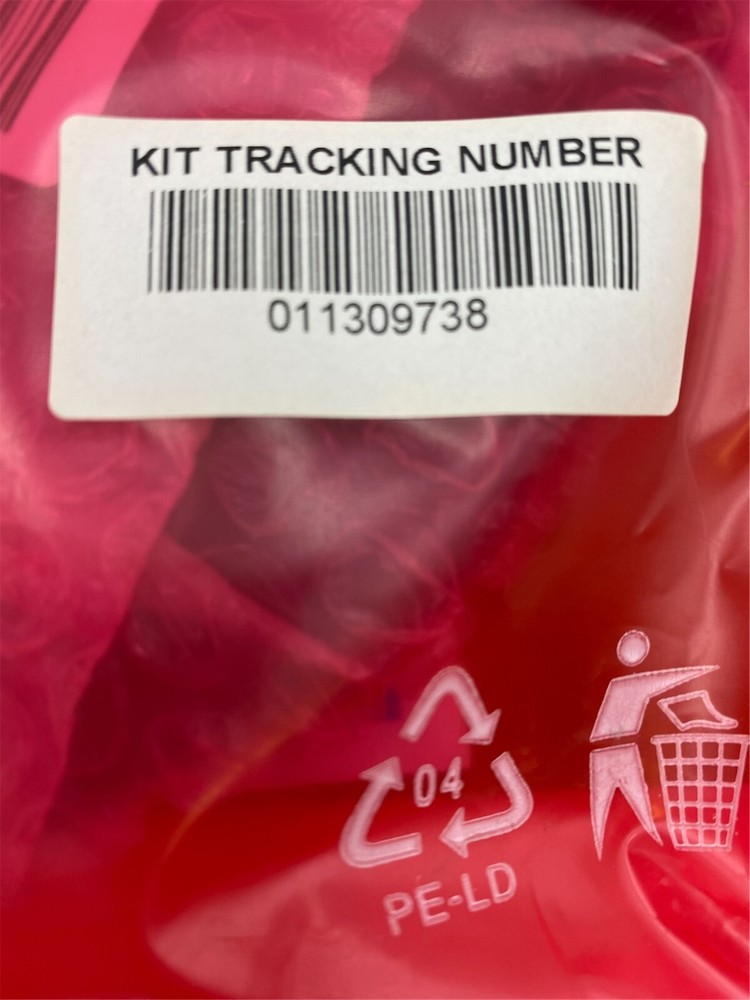 KIT TRACKING NUMBER
011309738
04
PE-LD